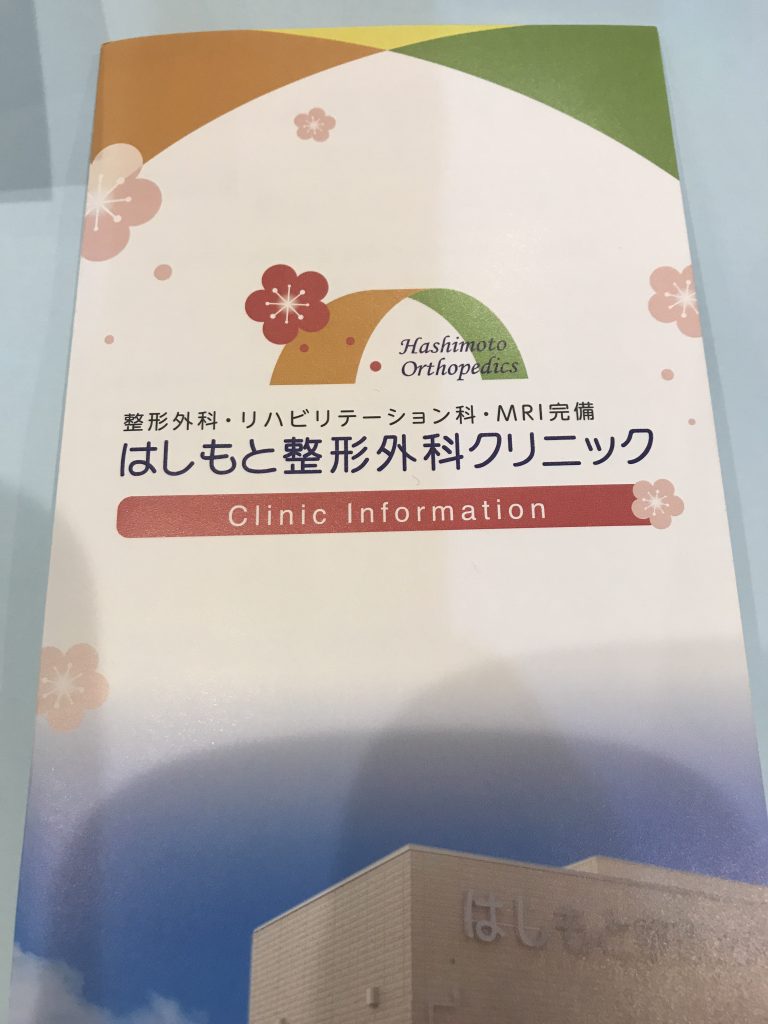 Hashimoto
Orthopedics
整形外科・リハビリテーション科・MRI完備
はしもと整形外科クリニック
Clinic Information
はしもと